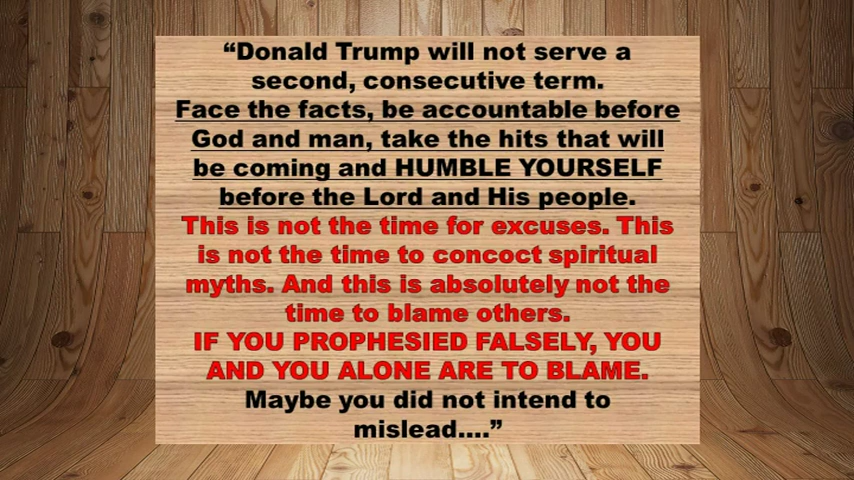 “Donald Trump will not serve a
second, consecutive term.
Face the facts, be accountable before
God and man, take the hits that will
be coming and HUMBLE YOURSELF
before the Lord and His people.
This is not the time for excuses. This
is not the time to concoct spiritual
myths. And this is absolutely not the
time to blame others.
IF YOU PROPHESIED FALSELY, YOU
AND YOU ALONE ARE TO BLAME.
Maybe you did not intend to
mislead....”